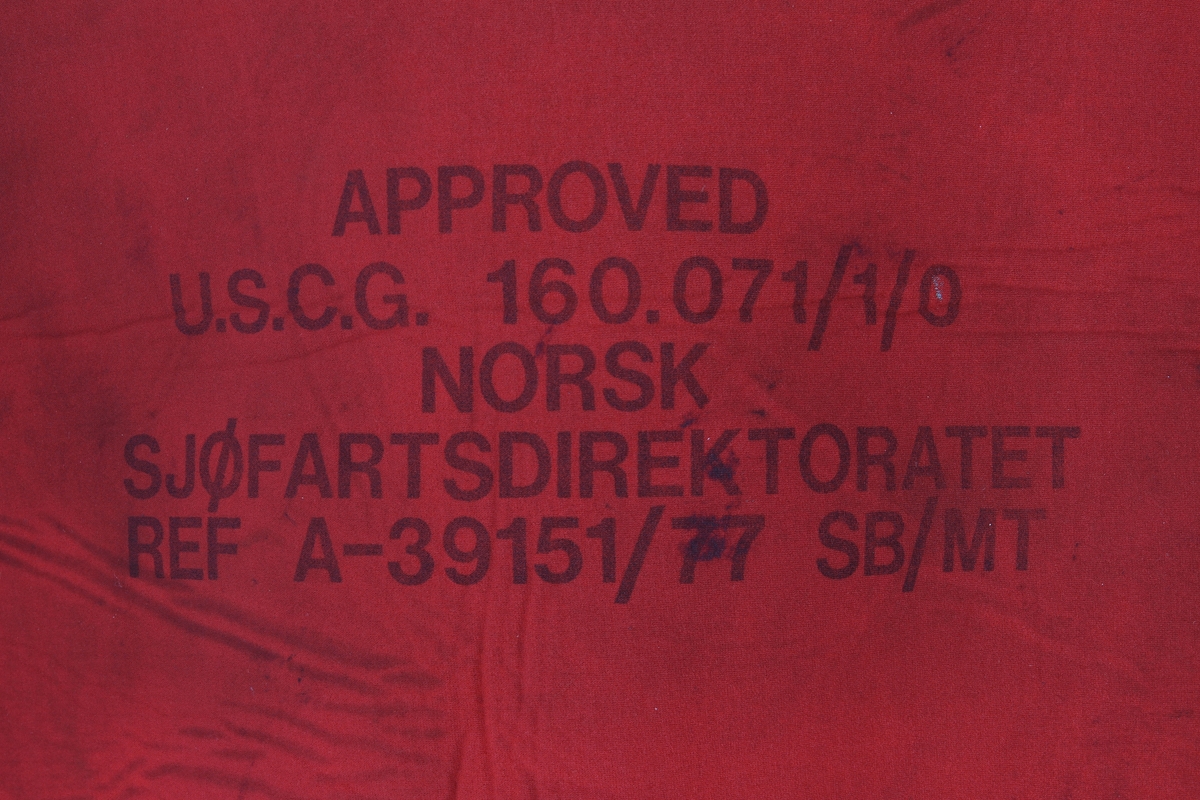 APPROVED
U.S.C.G. 160.071/1/0
NORSK
SJØFARTSDIREKTORATET
REF A-39151/77 SB/MT